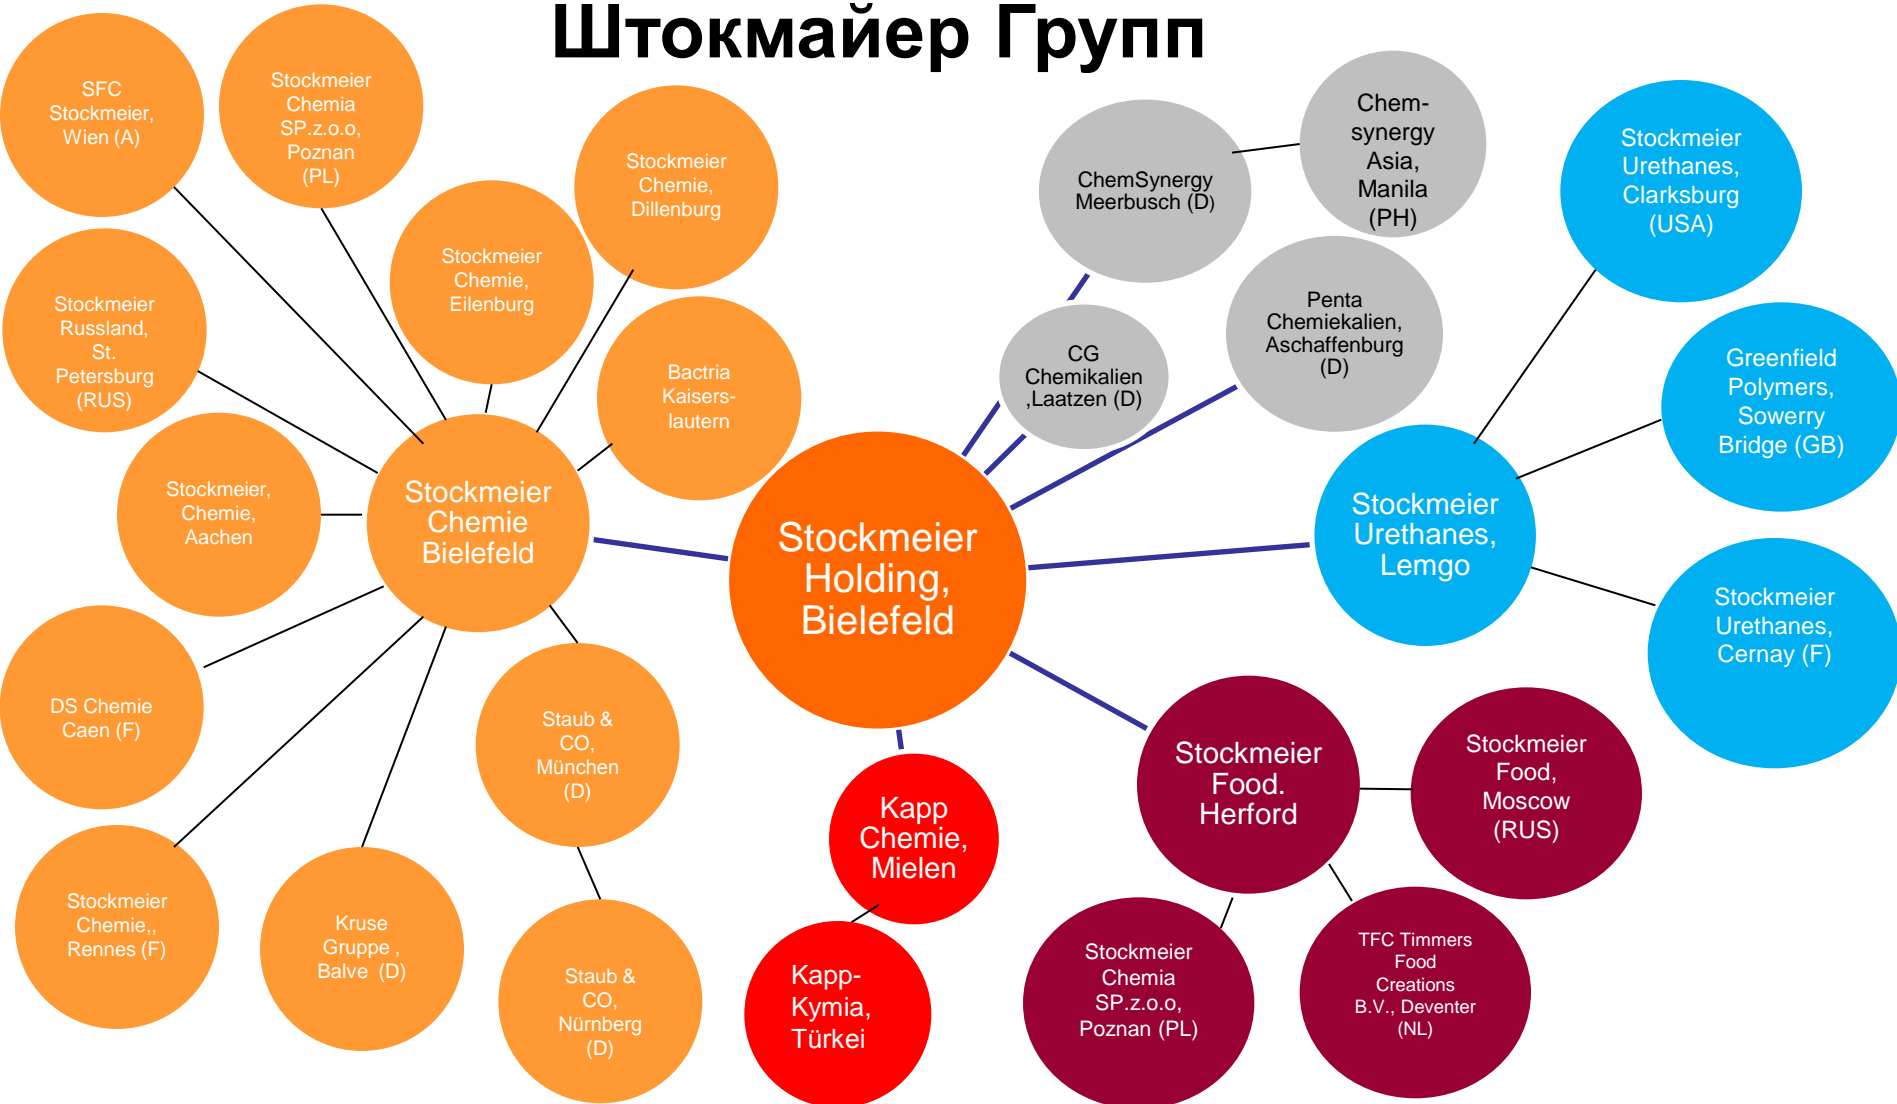 Штокмайер Групп
SFC
Stockmeier,
Wien (A)
Stockmeier
Chemia
SP.z.o.o,
Poznan
(PL)
Stockmeier
Chemie,
Dillenburg
Stockmeier
Chemie,
Eilenburg
Stockmeier
Russland,
St.
Petersburg
(RUS)
Bactria
Kaisers-
lautern
Stockmeier,
Chemie,
Aachen
Stockmeier
Chemie
Bielefeld
DS Chemie
Caen (F)
Staub &
CO,
München
(D)
Stockmeier
Chemie,,
Rennes (F)
Kruse
Gruppe ,
Balve  (D)
Staub &
CO,
Nürnberg
(D)
Stockmeier
Holding,
Bielefeld
ChemSynergy
Meerbusch (D)
Chem-
synergy
Asia,
Manila
(PH)
CG
Chemikalien
,Laatzen (D)
Penta
Chemiekalien,
Aschaffenburg
(D)
Stockmeier
Urethanes,
Clarksburg
(USA)
Greenfield
Polymers,
Sowerry
Bridge (GB)
Stockmeier
Urethanes,
Lemgo
Stockmeier
Urethanes,
Cernay (F)
Kapp
Chemie,
Mielen
Kapp-
Kymia,
Türkei
Stockmeier
Food.
Herford
Stockmeier
Food,
Moscow
(RUS)
Stockmeier
Chemia
SP.z.o.o,
Poznan (PL)
TFC Timmers
Food
Creations
B.V., Deventer
(NL)